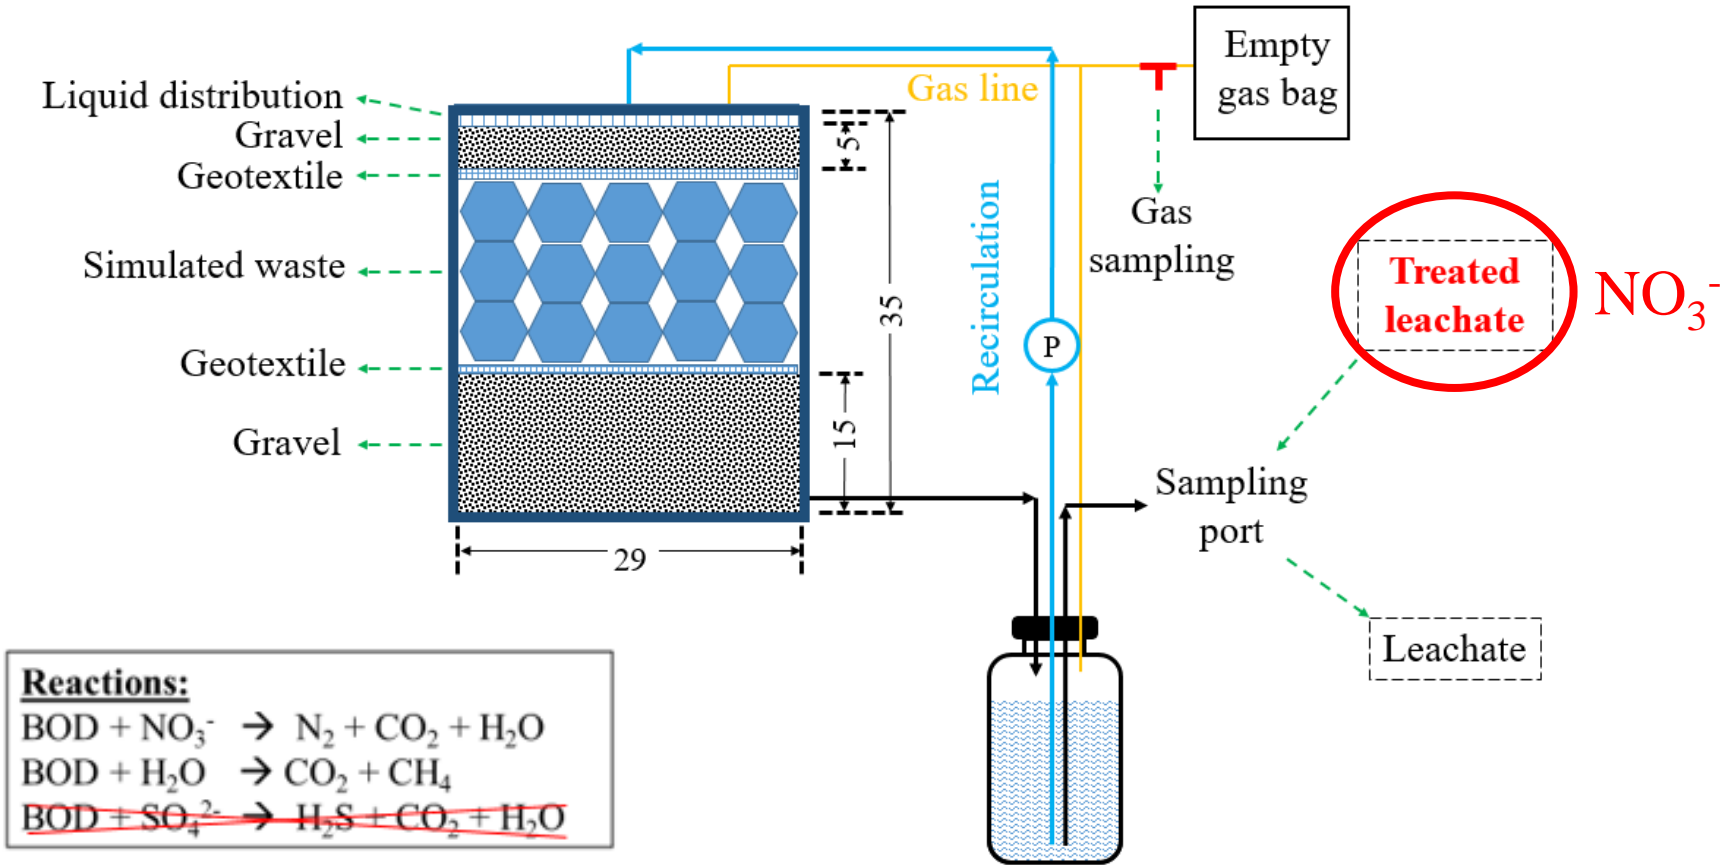 Empty
gas bag
Gas line
Liquid distribution
Gravel
Geotextile
Simulated waste
Geotextile
Gravel
5
35
15
29
Recirculation
P
Gas
sampling
Treated
leachate
NO₃⁻
Sampling
port
Leachate
Reactions:
BOD + NO₃⁻ → N₂ + CO₂ + H₂O
BOD + H₂O → CO₂ + CH₄
BOD + SO₄²⁻ → H₂S + CO₂ + H₂O